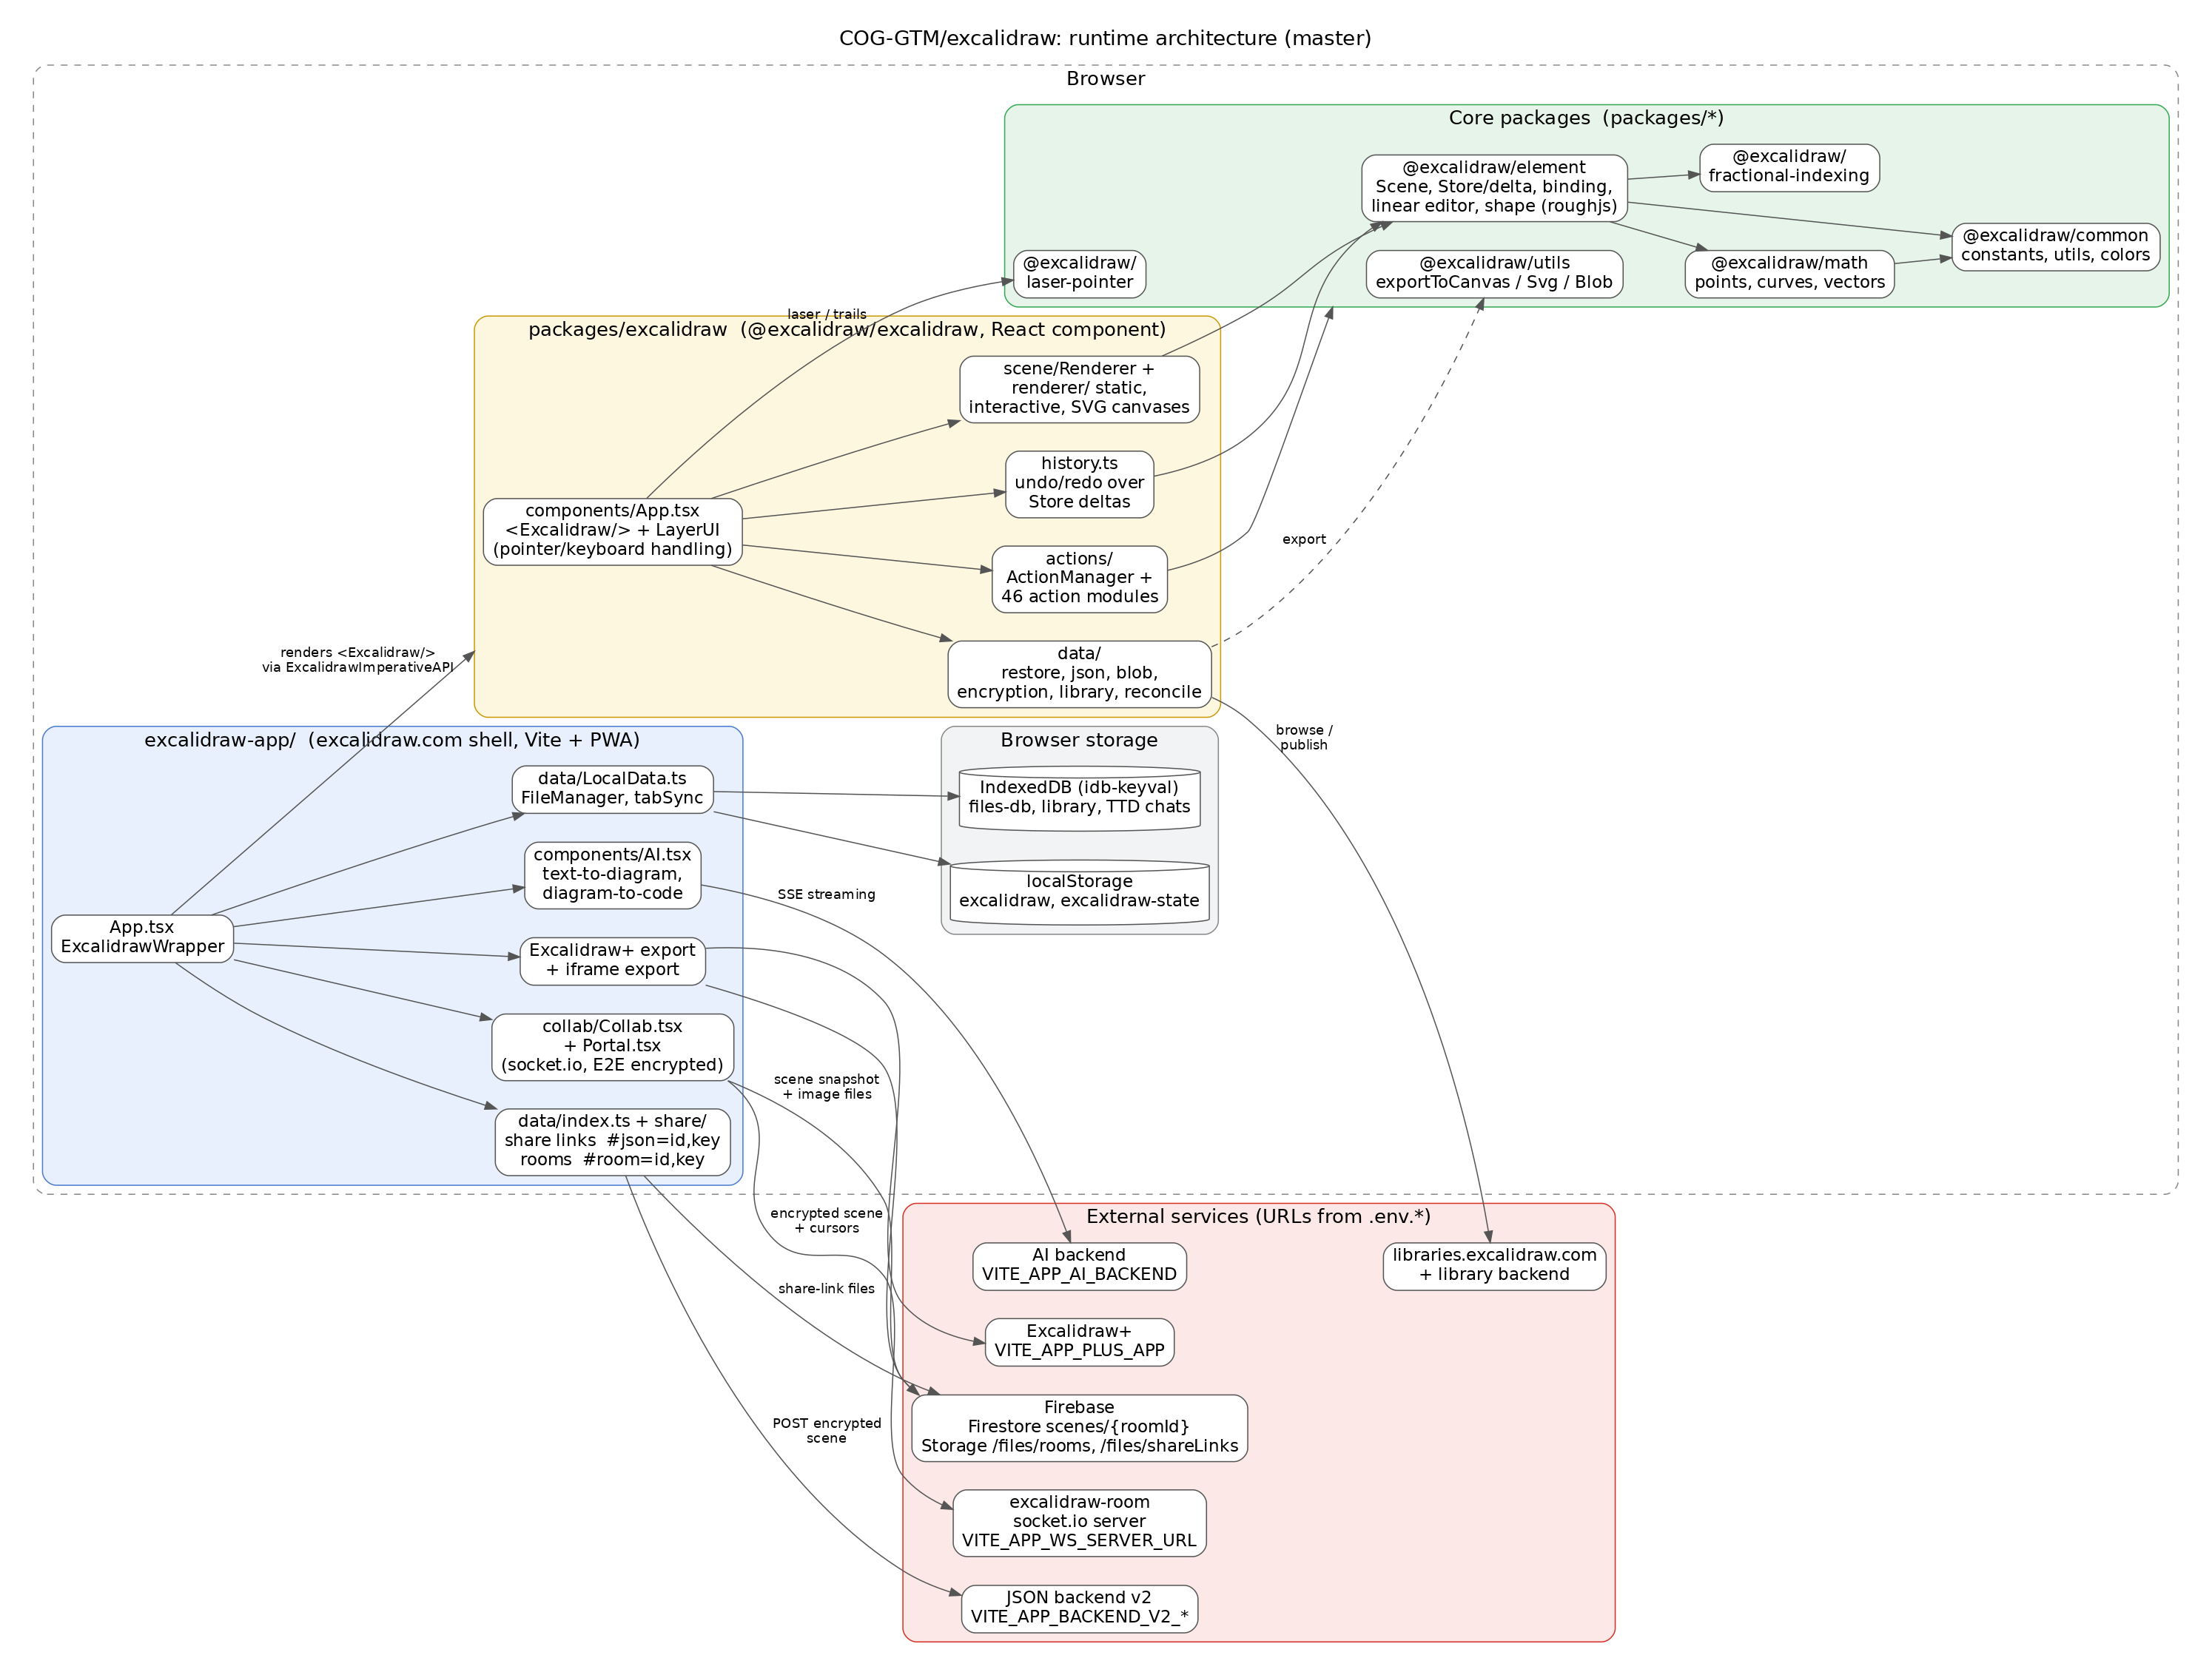 COG-GTM/excalidraw: runtime architecture (master)
Browser
Core packages  (packages/*)
@excalidraw/element
Scene, Store/delta, binding,
linear editor, shape (roughjs)
@excalidraw/
fractional-indexing
@excalidraw/common
constants, utils, colors
@excalidraw/
laser-pointer
@excalidraw/utils
exportToCanvas / Svg / Blob
@excalidraw/math
points, curves, vectors
laser / trails
packages/excalidraw  (@excalidraw/excalidraw, React component)
scene/Renderer +
renderer/ static,
interactive, SVG canvases
history.ts
undo/redo over
Store deltas
components/App.tsx
<Excalidraw/> + LayerUI
(pointer/keyboard handling)
actions/
ActionManager +
46 action modules
export
data/
restore, json, blob,
encryption, library, reconcile
renders <Excalidraw/>
via ExcalidrawImperativeAPI
browse /
publish
excalidraw-app/  (excalidraw.com shell, Vite + PWA)
data/LocalData.ts
FileManager, tabSync
components/AI.tsx
text-to-diagram,
diagram-to-code
App.tsx
ExcalidrawWrapper
Excalidraw+ export
+ iframe export
collab/Collab.tsx
+ Portal.tsx
(socket.io, E2E encrypted)
data/index.ts + share/
share links  #json=id,key
rooms  #room=id,key
Browser storage
IndexedDB (idb-keyval)
files-db, library, TTD chats
localStorage
excalidraw, excalidraw-state
SSE streaming
scene snapshot
+ image files
encrypted scene
+ cursors
share-link files
POST encrypted
scene
External services (URLs from .env.*)
AI backend
VITE_APP_AI_BACKEND
libraries.excalidraw.com
+ library backend
Excalidraw+
VITE_APP_PLUS_APP
Firebase
Firestore scenes/{roomId}
Storage /files/rooms, /files/shareLinks
excalidraw-room
socket.io server
VITE_APP_WS_SERVER_URL
JSON backend v2
VITE_APP_BACKEND_V2_*